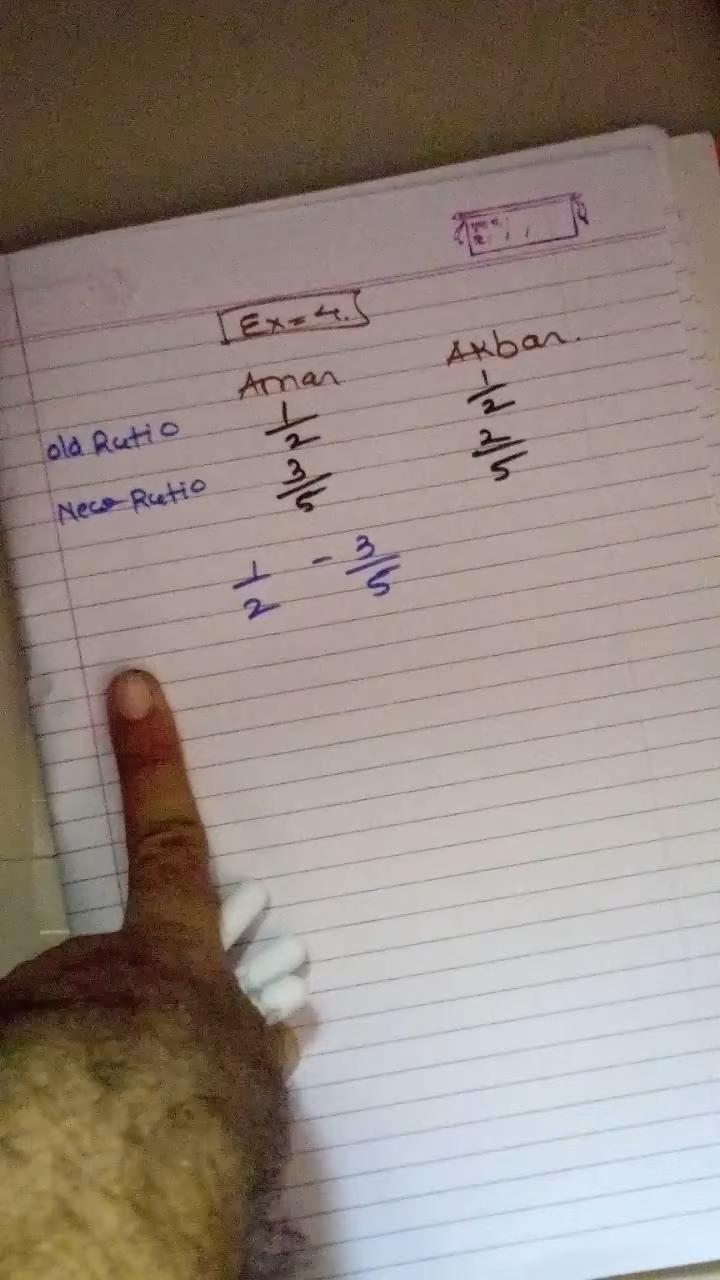 Ex=4.
Aman Akbar.
Old Ratio 1/2 1/2
New Ratio 3/5 2/5
1/2 - 3/5